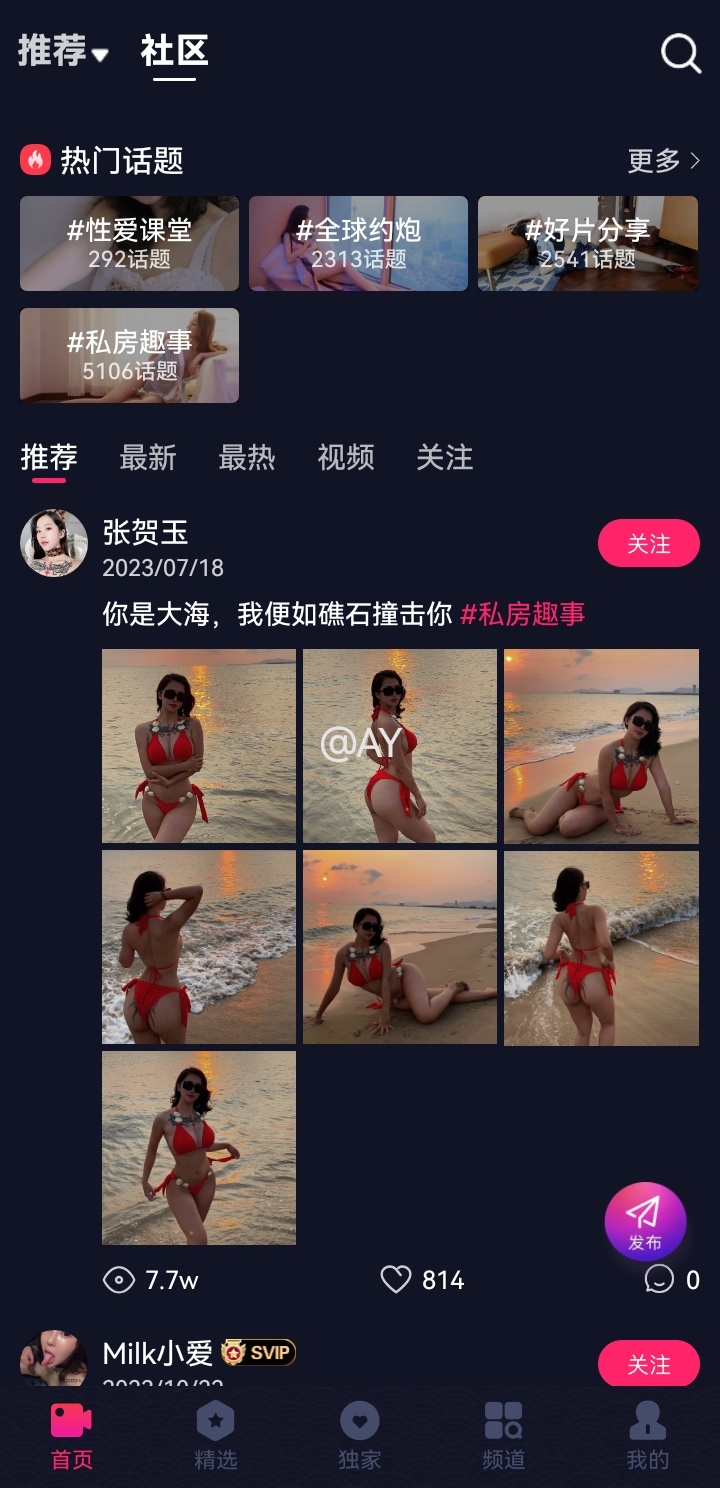 推荐 社区
热门话题 更多
#性爱课堂 #全球约炮 #好片分享
292话题 2313话题 2541话题
#私房趣事
5106话题
推荐 最新 最热 视频 关注
张贺玉 关注
2023/07/18
你是大海，我便如礁石撞击你 #私房趣事
@AY
发布
7.7w 814 0
Milk小爱 SVIP 关注
首页 精选 独家 频道 我的